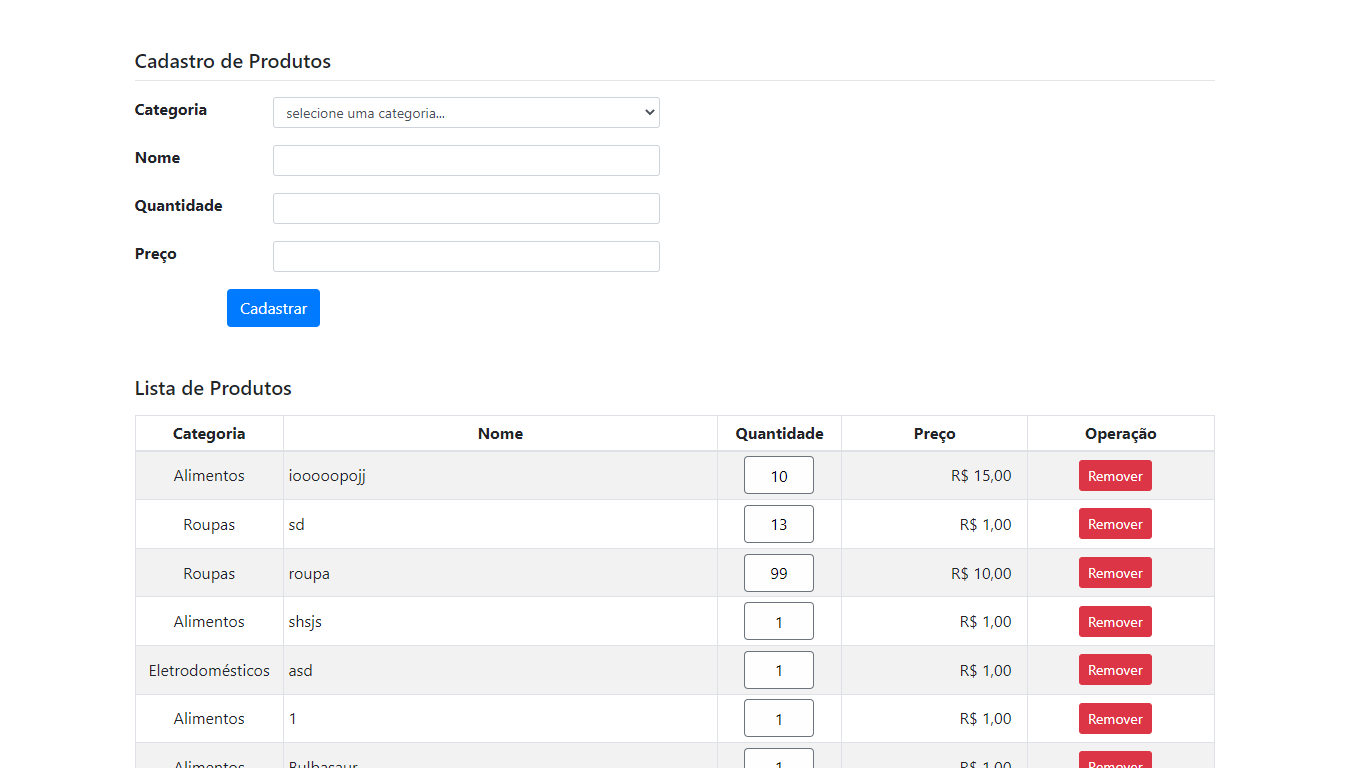 Cadastro de Produtos
Categoria selecione uma categoria...
Nome
Quantidade
Preço
Cadastrar
Lista de Produtos
Categoria Nome Quantidade Preço Operação
Alimentos iooooopojj 10 R$ 15,00 Remover
Roupas sd 13 R$ 1,00 Remover
Roupas roupa 99 R$ 10,00 Remover
Alimentos shsjs 1 R$ 1,00 Remover
Eletrodomésticos asd 1 R$ 1,00 Remover
Alimentos 1 1 R$ 1,00 Remover
Alimentos Bulbasaur 1 R$ 1,00 Remover